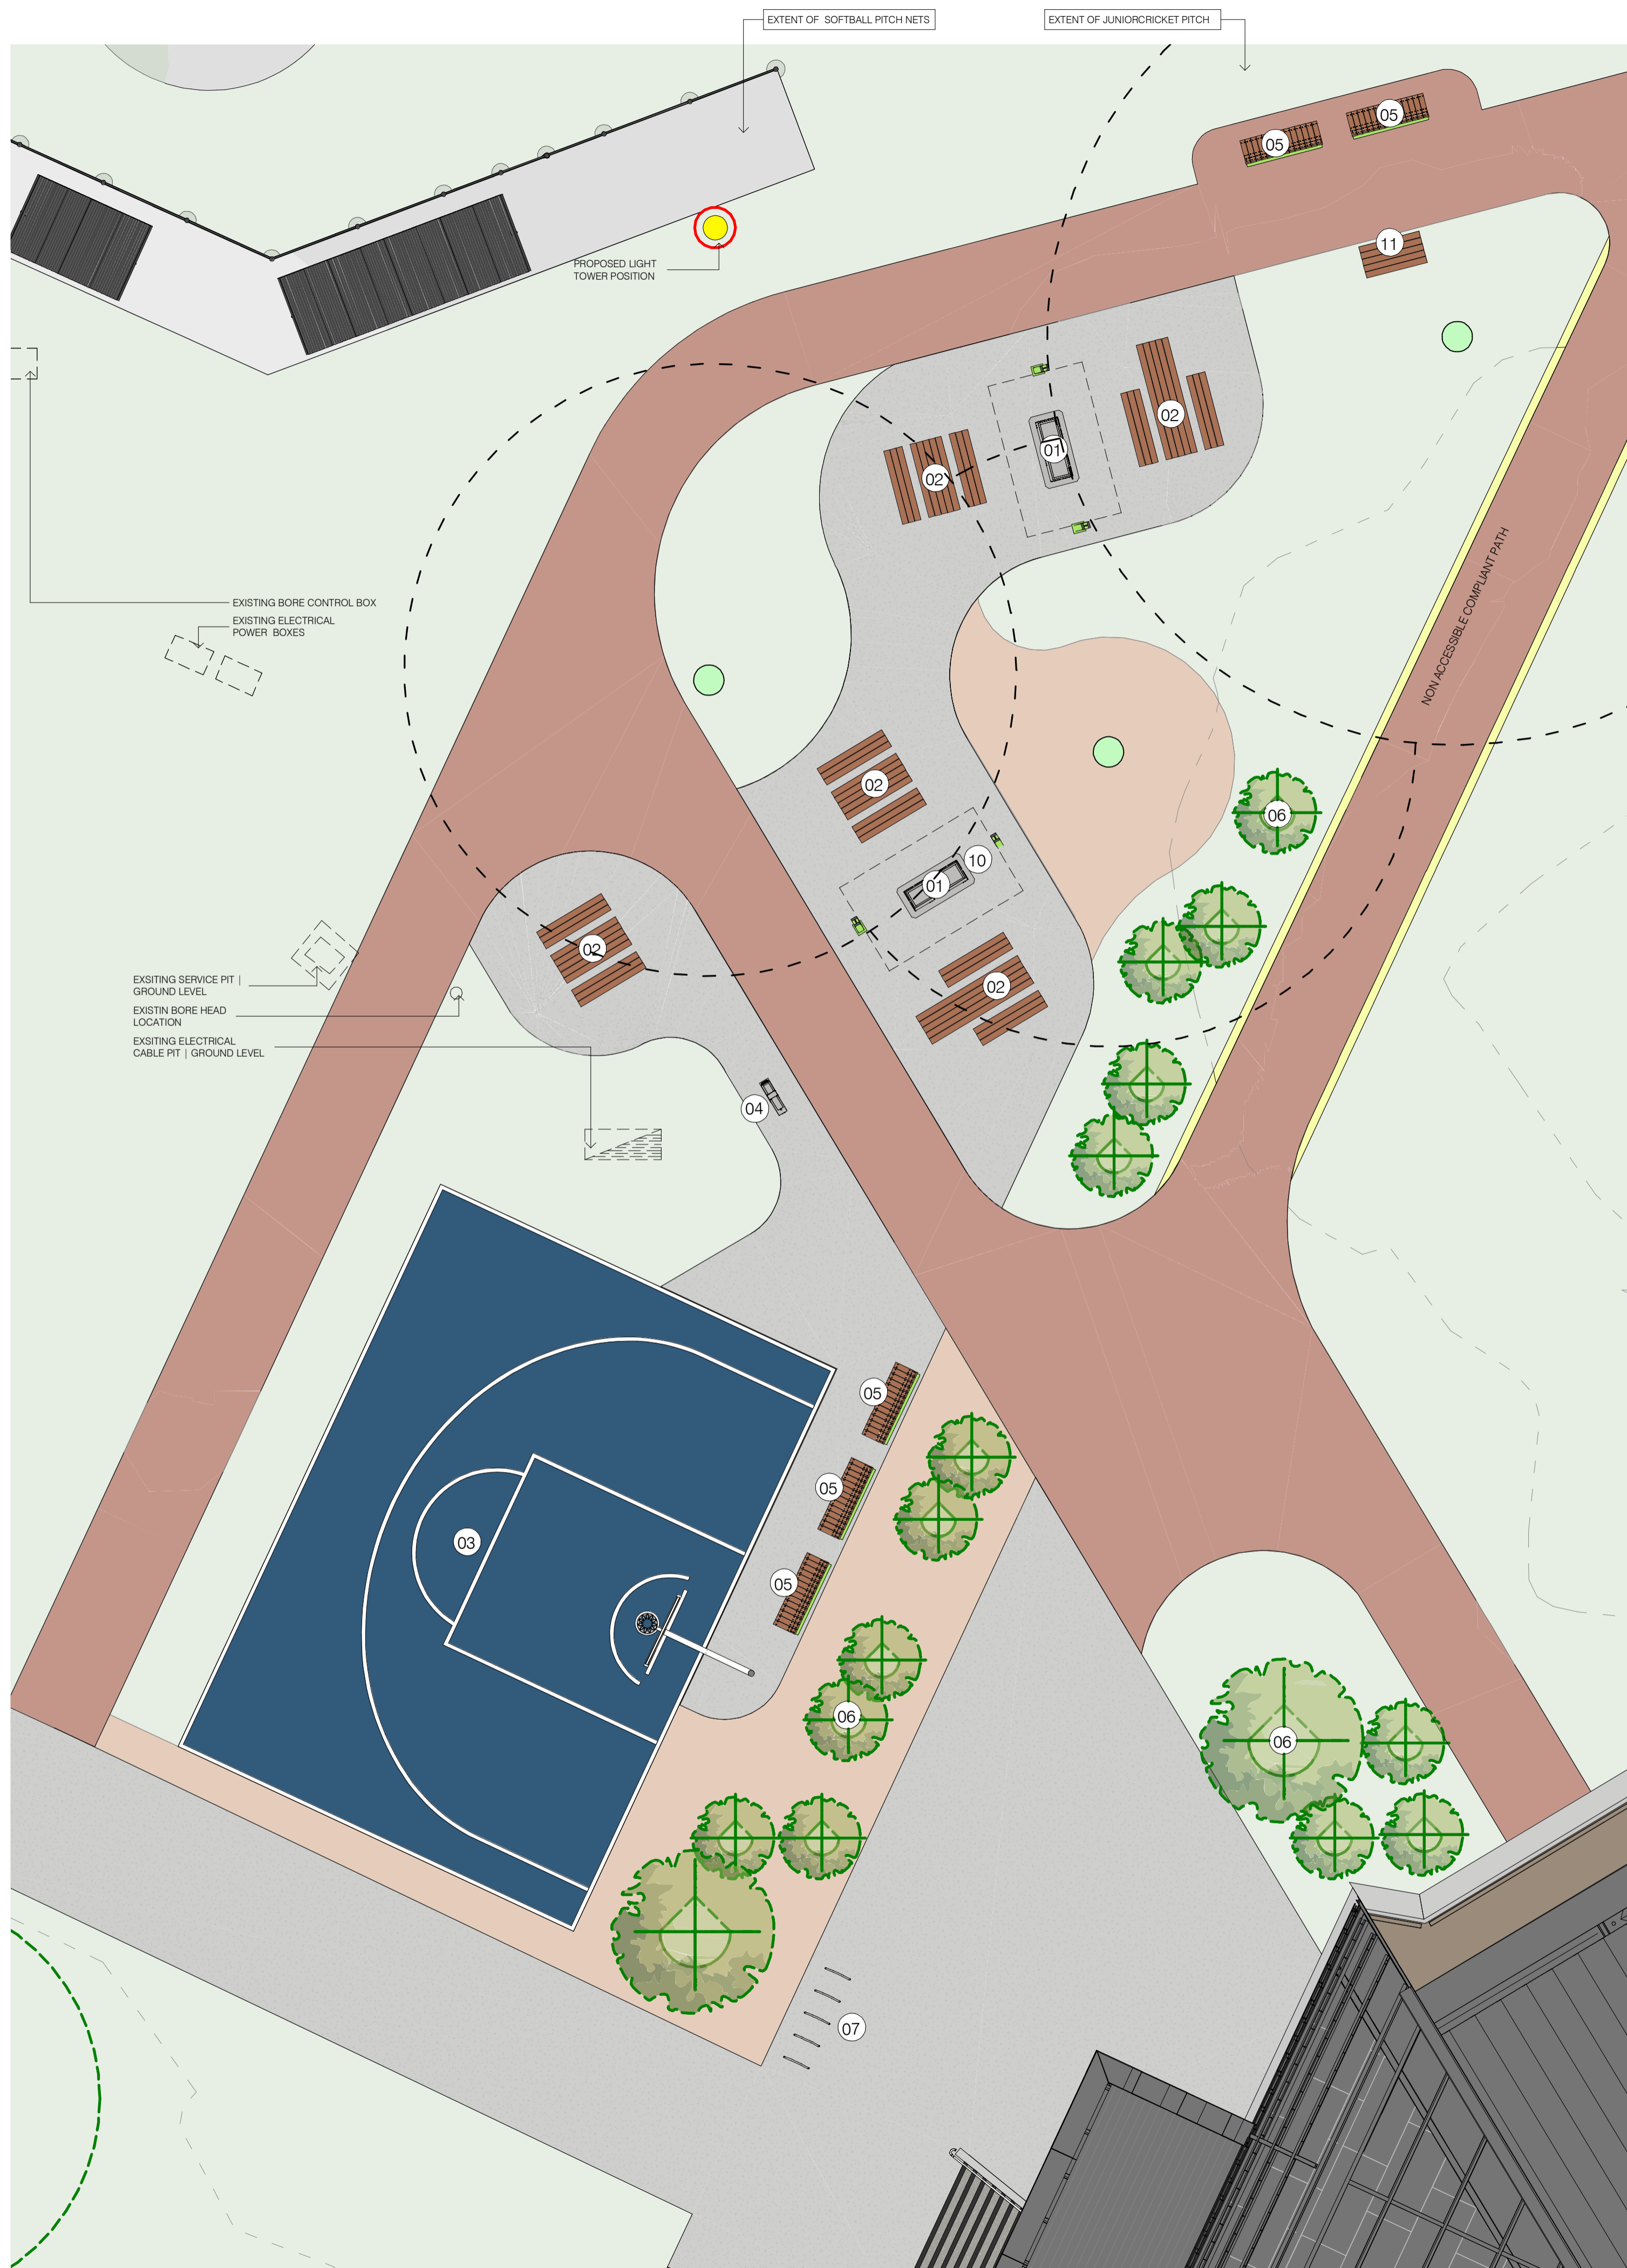 EXTENT OF SOFTBALL PITCH NETS
EXTENT OF JUNIORCRICKET PITCH
05
05
11
PROPOSED LIGHT
TOWER POSITION
02
01
02
EXISTING BORE CONTROL BOX
EXISTING ELECTRICAL
POWER BOXES
NON ACCESSIBLE COMPLIANT PATH
02
06
10
01
02
02
EXSITING SERVICE PIT |
GROUND LEVEL
EXISTIN BORE HEAD
LOCATION
EXSITING ELECTRICAL
CABLE PIT | GROUND LEVEL
04
05
05
03
05
06
06
07